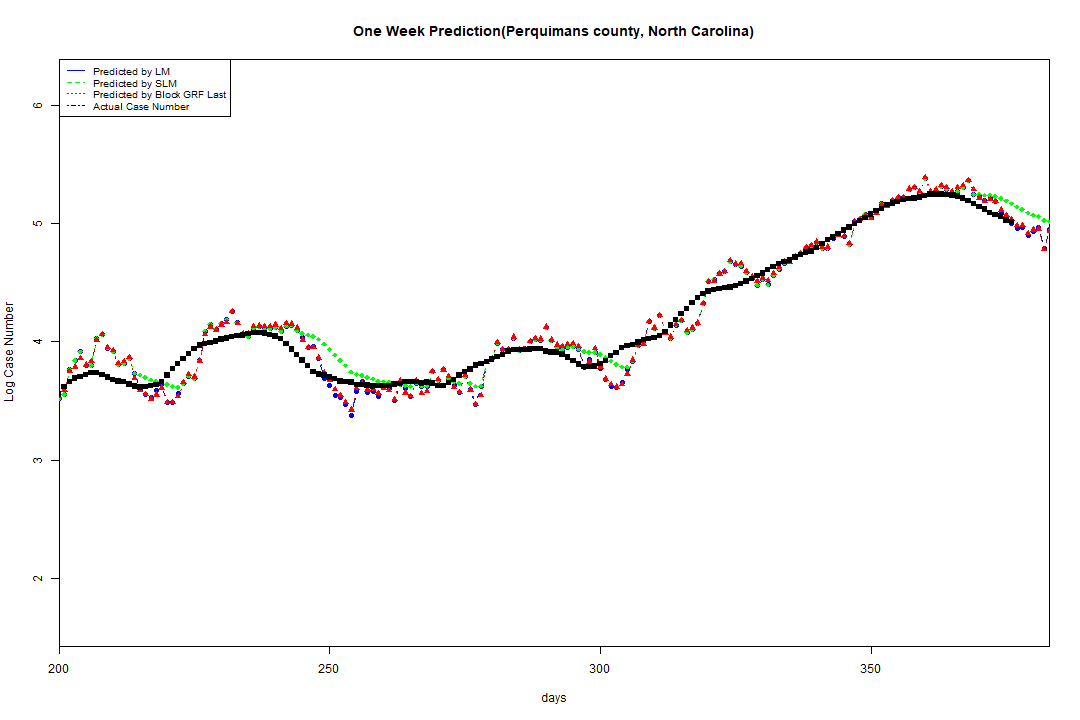 One Week Prediction(Perquimans county, North Carolina)
Predicted by LM
Predicted by SLM
Predicted by Block GRF Last
Actual Case Number
6
5
4
3
2
Log Case Number
200
250
300
350
days